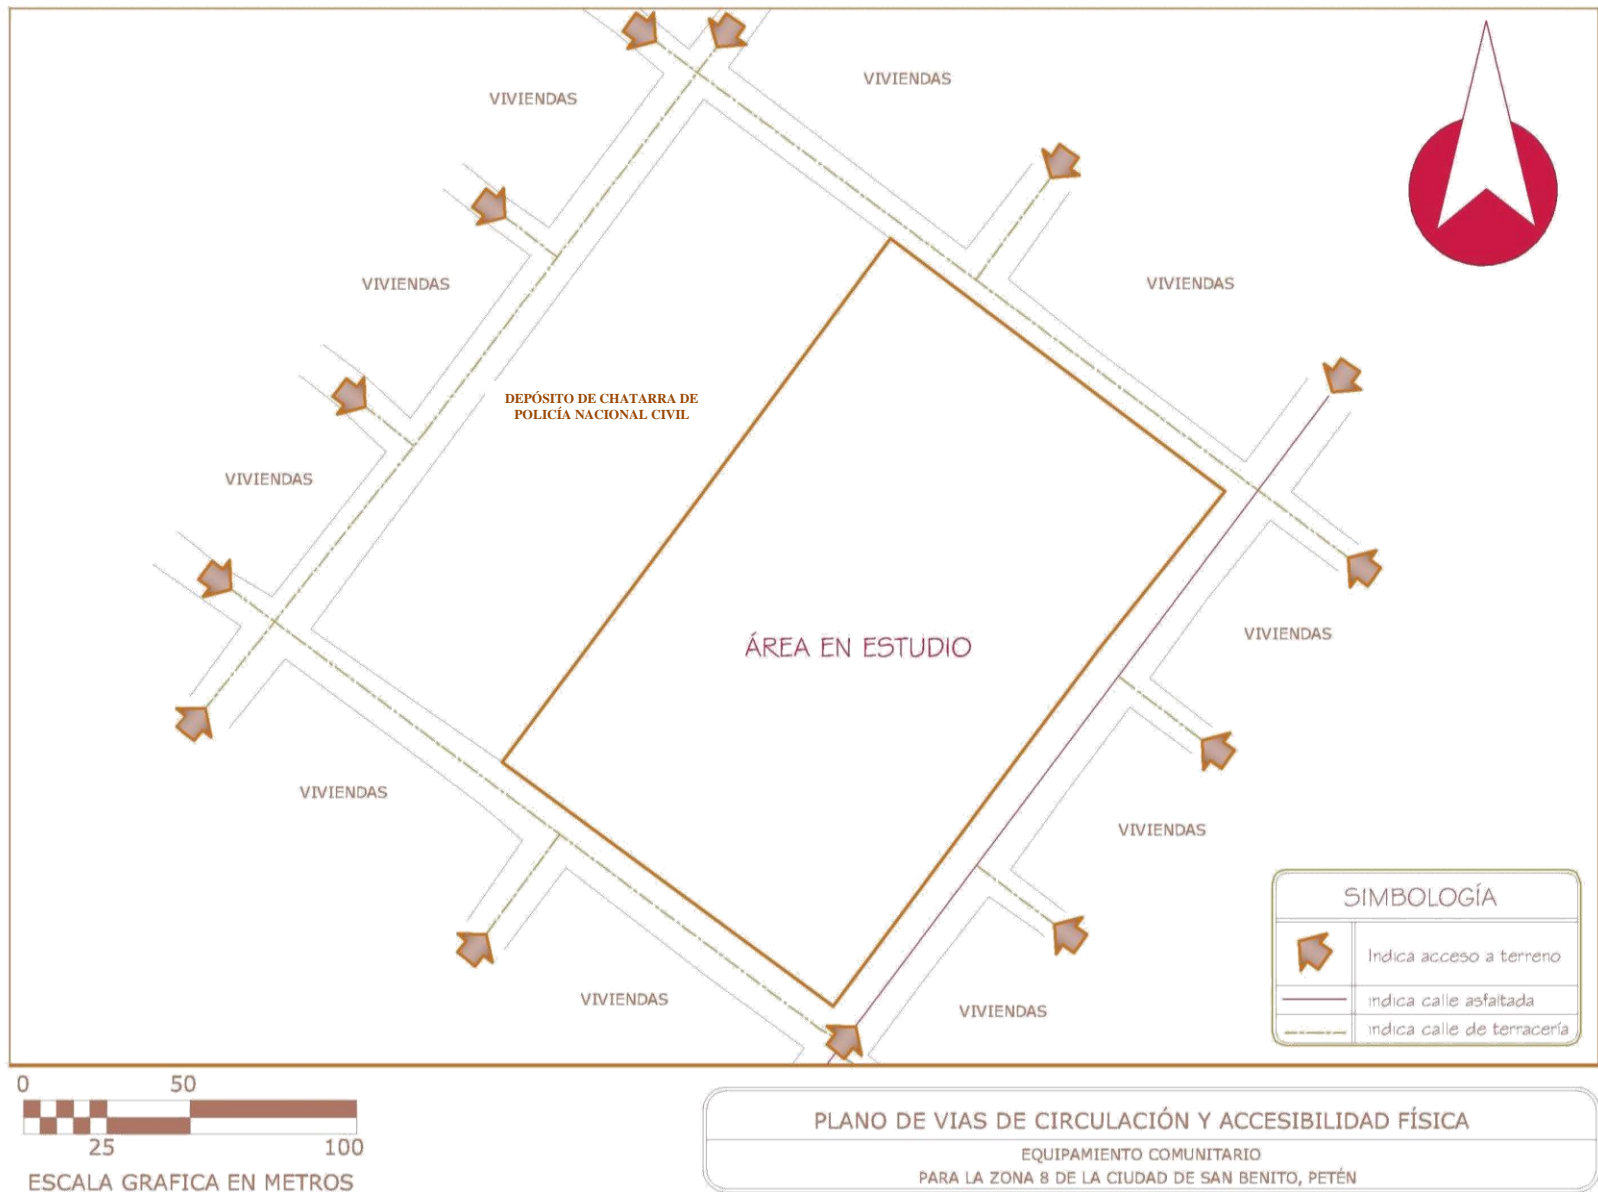 VIVIENDAS
VIVIENDAS
VIVIENDAS
VIVIENDAS
DEPÓSITO DE CHATARRA DE
POLICÍA NACIONAL CIVIL
VIVIENDAS
ÁREA EN ESTUDIO
VIVIENDAS
VIVIENDAS
VIVIENDAS
VIVIENDAS
VIVIENDAS
SIMBOLOGÍA
Indica acceso a terreno
indica calle asfaltada
indica calle de terracería
0 50
25 100
ESCALA GRAFICA EN METROS
PLANO DE VIAS DE CIRCULACIÓN Y ACCESIBILIDAD FÍSICA
EQUIPAMIENTO COMUNITARIO
PARA LA ZONA 8 DE LA CIUDAD DE SAN BENITO, PETÉN